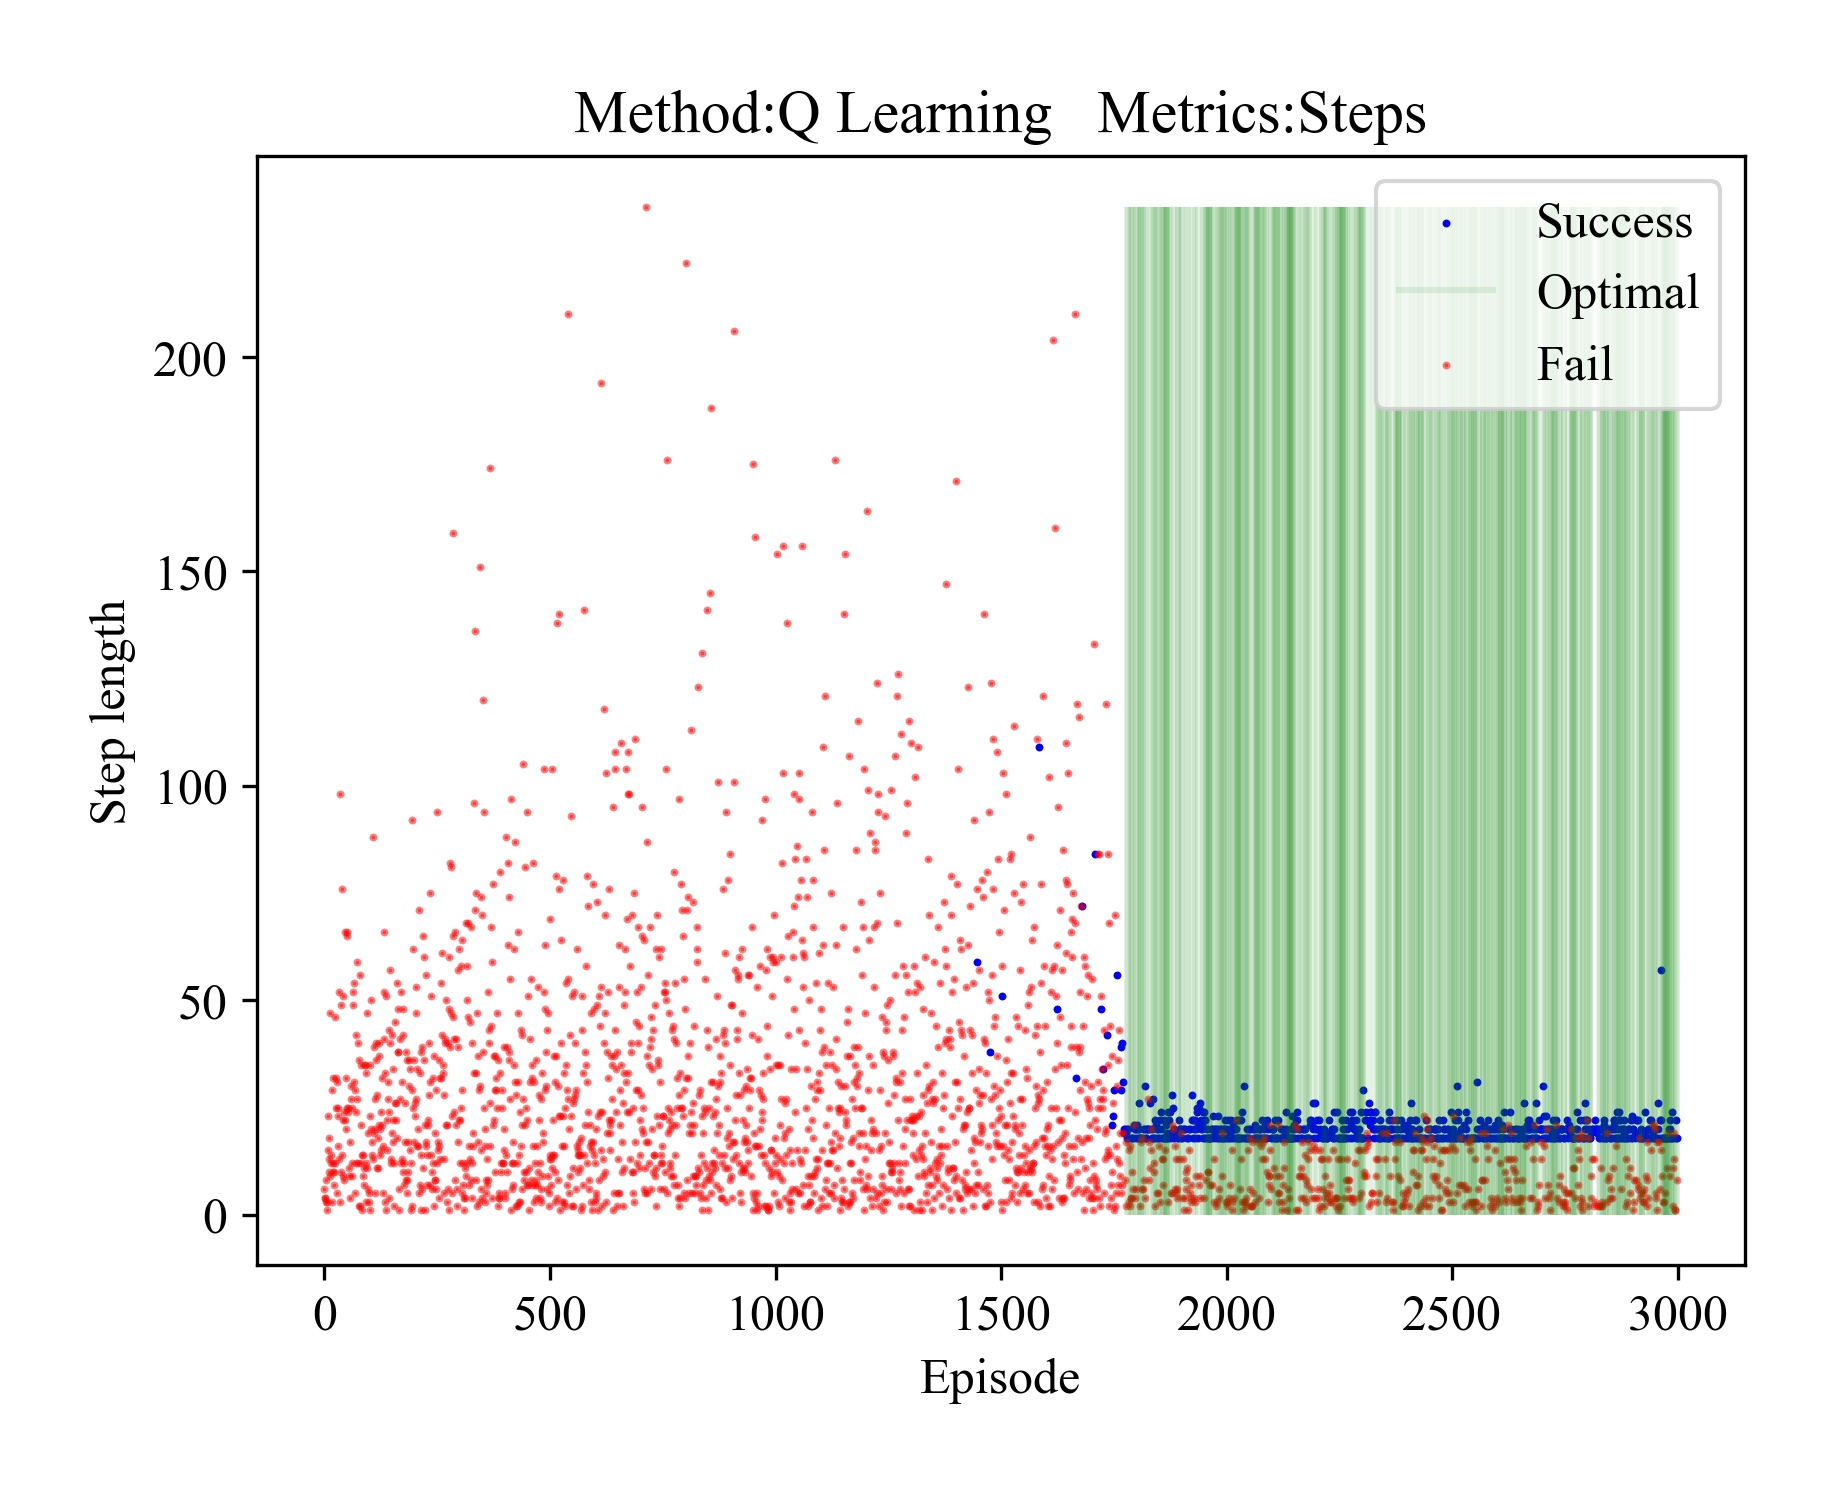 Method:Q Learning   Metrics:Steps
Success
Optimal
Fail
200
150
100
50
0
Step length
0 500 1000 1500 2000 2500 3000
Episode